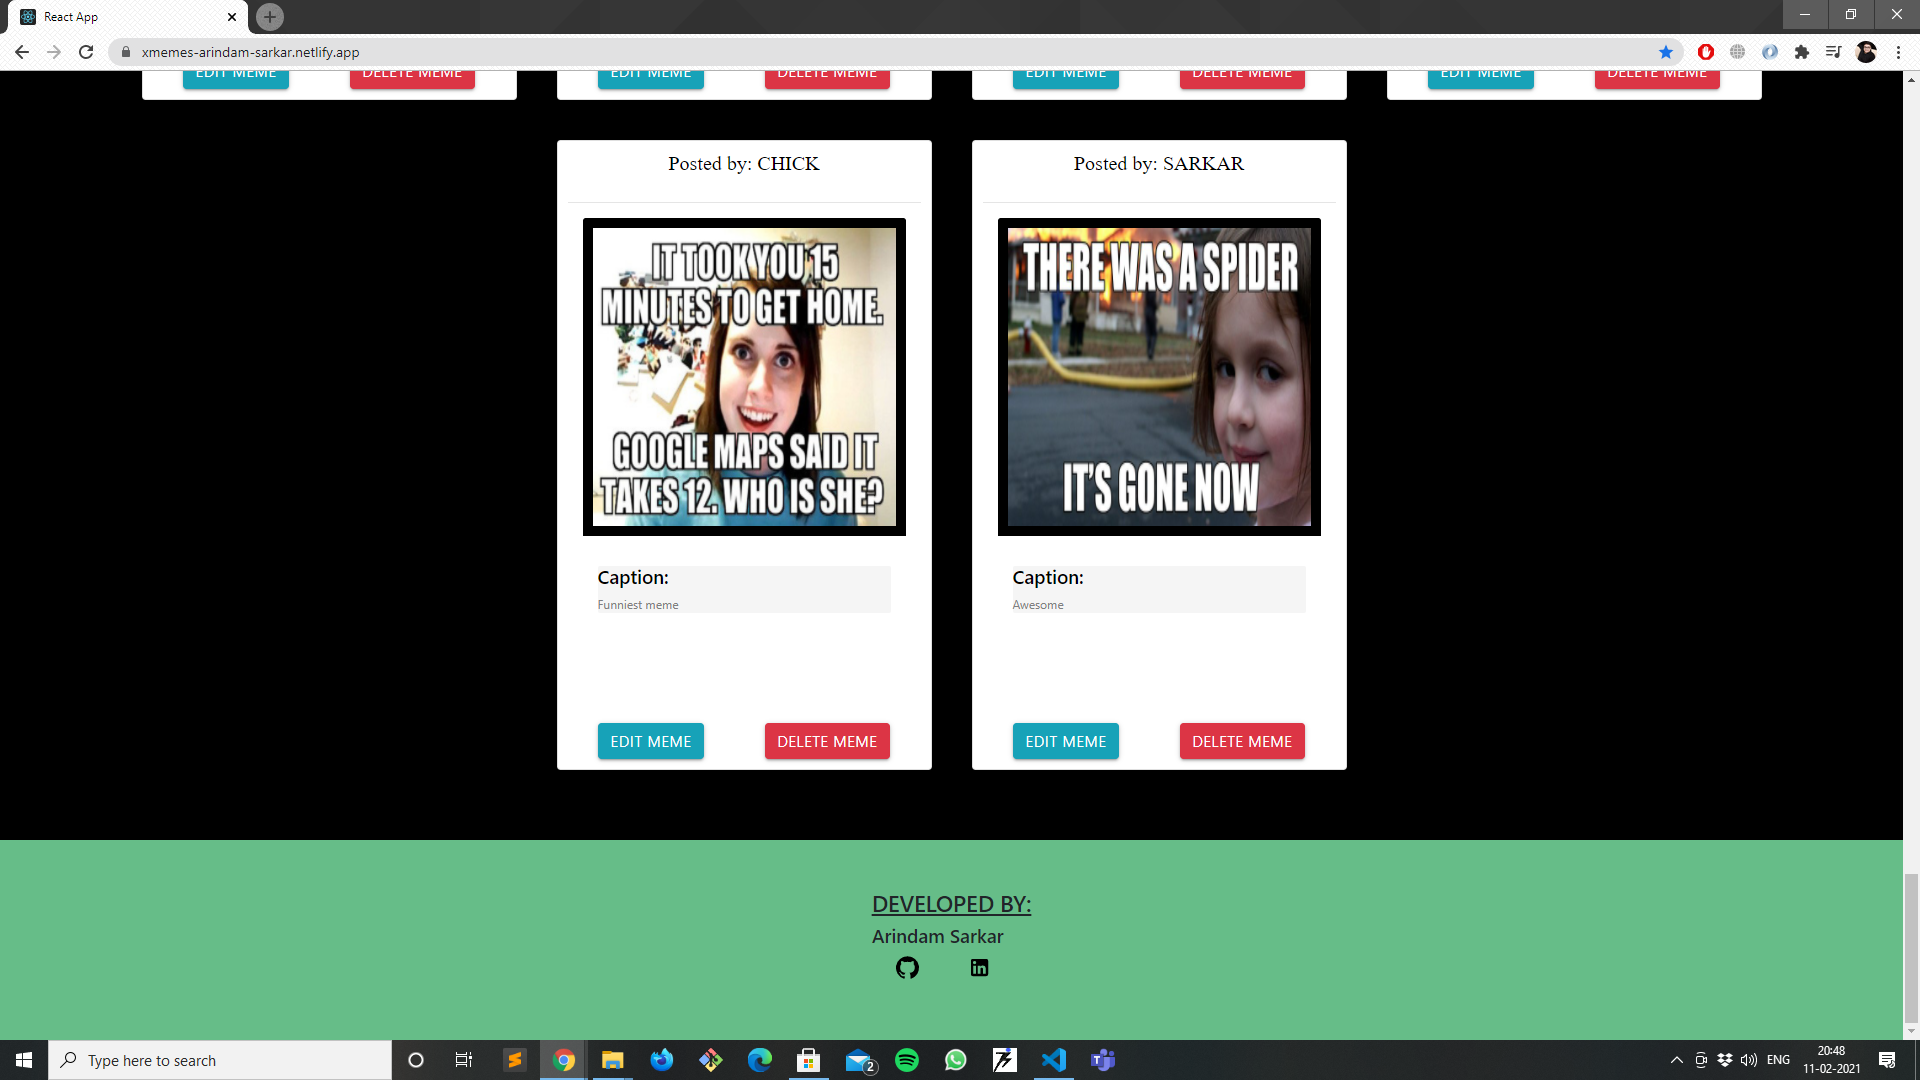 React App
xmemes-arindam-sarkar.netlify.app
EDIT MEME DELETE MEME EDIT MEME DELETE MEME EDIT MEME DELETE MEME EDIT MEME DELETE MEME
Posted by: CHICK
IT TOOK YOU 15
MINUTES TO GET HOME.
GOOGLE MAPS SAID IT
TAKES 12. WHO IS SHE?
Caption:
Funniest meme
EDIT MEME DELETE MEME
Posted by: SARKAR
THERE WAS A SPIDER
IT'S GONE NOW
Caption:
Awesome
EDIT MEME DELETE MEME
DEVELOPED BY:
Arindam Sarkar
Type here to search
2
ENG
20:48
11-02-2021